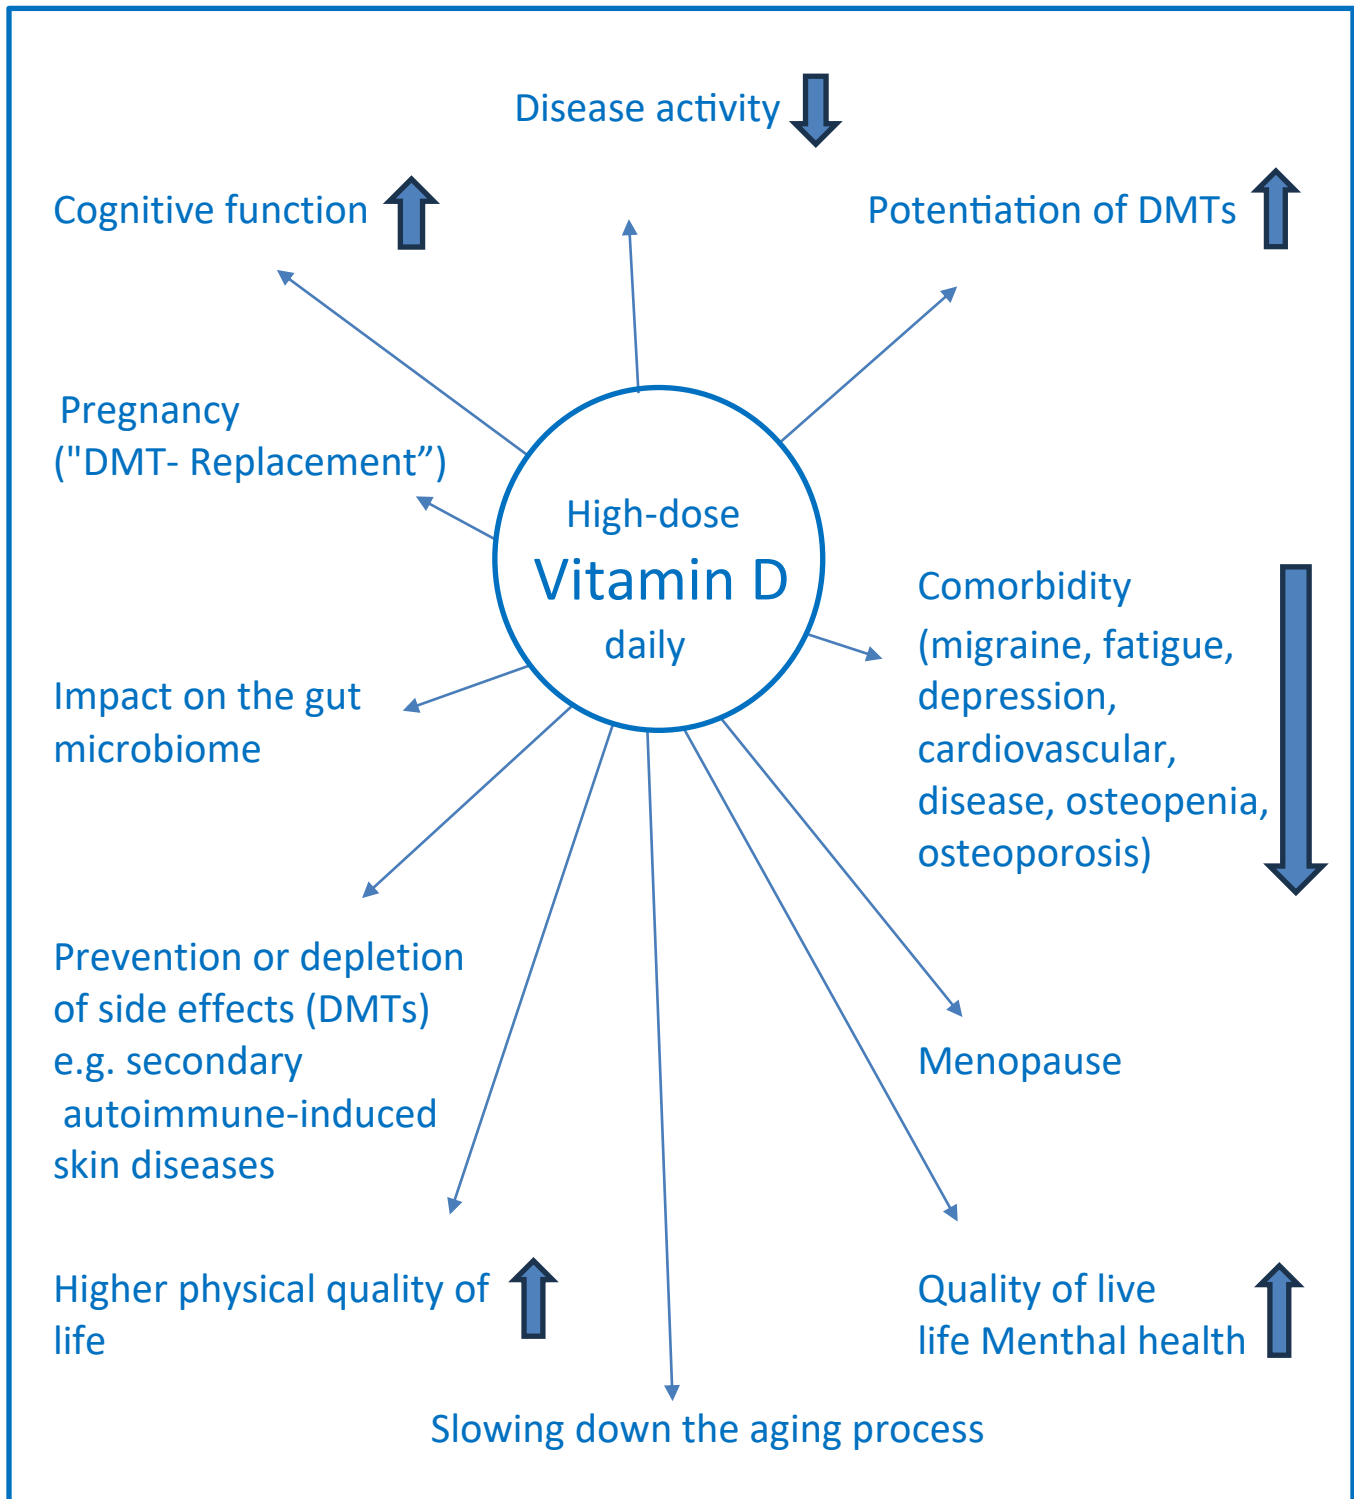 Disease activity
Cognitive function
Potentiation of DMTs
Pregnancy
("DMT- Replacement”)
High-dose
Vitamin D
daily
Comorbidity
(migraine, fatigue,
depression,
cardiovascular,
disease, osteopenia,
osteoporosis)
Impact on the gut
microbiome
Prevention or depletion
of side effects (DMTs)
e.g. secondary
autoimmune-induced
skin diseases
Menopause
Higher physical quality of
life
Quality of live
life Menthal health
Slowing down the aging process